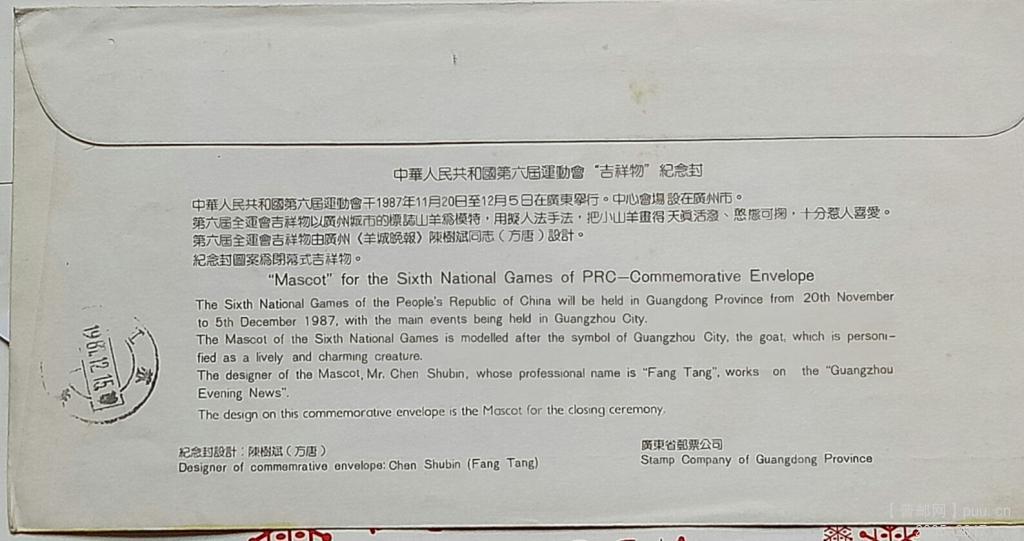 中華人民共和國第六屆運動會 “吉祥物” 紀念封
中華人民共和國第六屆運動會于1987年11月20日至12月5日在廣東舉行。中心會場設在廣州市。
第六屆全運會吉祥物以廣州城市的標誌山羊為模特，用擬人法手法，把小山羊畫得天眞活潑、憨態可掬，十分惹人喜愛。
第六屆全運會吉祥物由廣州〈羊城晚報〉陳樹斌同志（方唐）設計。
紀念封圖案為閉幕式吉祥物。
“Mascot” for the Sixth National Games of PRC—Commemorative Envelope
The Sixth National Games of the People's Republic of China will be held in Guangdong Province from 20th November
to 5th December 1987, with the main events being held in Guangzhou City.
The Mascot of the Sixth National Games is modelled after the symbol of Guangzhou City, the goat, which is personi-
fied as a lively and charming creature.
The designer of the Mascot, Mr. Chen Shubin, whose professional name is “Fang Tang”, works on the “Guangzhou
Evening News”.
The design on this commemorative envelope is the Mascot for the closing ceremony.
紀念封設計：陳樹斌（方唐）
Designer of commemrative envelope: Chen Shubin (Fang Tang)
廣東省郵票公司
Stamp Company of Guangdong Province
江蘇
【普邮网】puu.cn